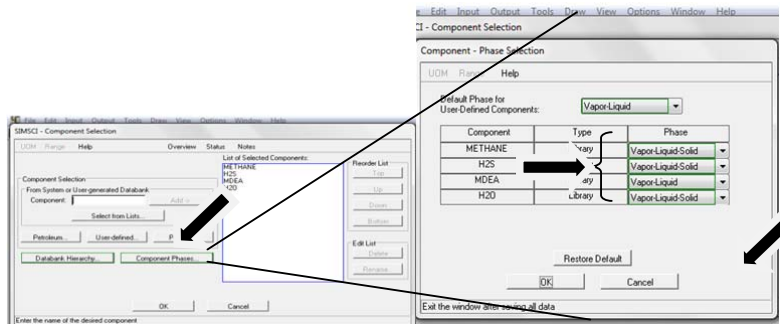 Edit Input Output Tools Draw View Options Window Help
CI - Component Selection
Component - Phase Selection
UOM Range Help
Default Phase for
User-Defined Components:
Vapor-Liquid
Component Type Phase
METHANE Vapor-Liquid-Solid
H2S Vapor-Liquid-Solid
MDEA Vapor-Liquid
H2O Library Vapor-Liquid-Solid
Restore Default
OK Cancel
Exit the window after saving all data
File Edit Input Output Tools Draw View Options Window Help
SIMSCI - Component Selection
UOM Range Help Overview Status Notes
List of Selected Components:
METHANE
H2S
MDEA
H2O
Reorder List
Top
Up
Down
Bottom
Component Selection
From System or User-generated Databank
Component: Add ->
Select from Lists...
Petroleum... User-defined...
Databank Hierarchy... Component Phases...
Edit List
Delete
Rename...
OK Cancel
Enter the name of the desired component